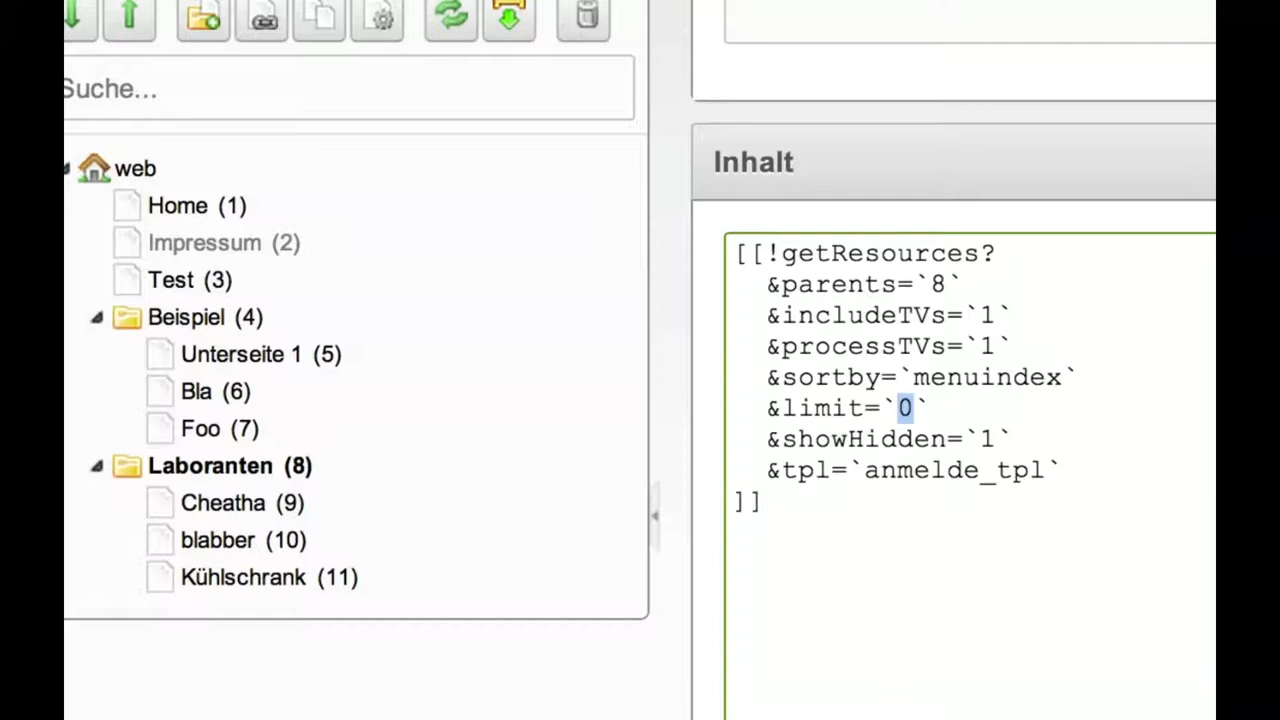 Suche...
web
Home (1)
Impressum (2)
Test (3)
Beispiel (4)
Unterseite 1 (5)
Bla (6)
Foo (7)
Laboranten (8)
Cheatha (9)
blabber (10)
Kühlschrank (11)
Inhalt
[[!getResources?
&parents=`8`
&includeTVs=`1`
&processTVs=`1`
&sortby=`menuindex`
&limit=`0`
&showHidden=`1`
&tpl=`anmelde_tpl`
]]